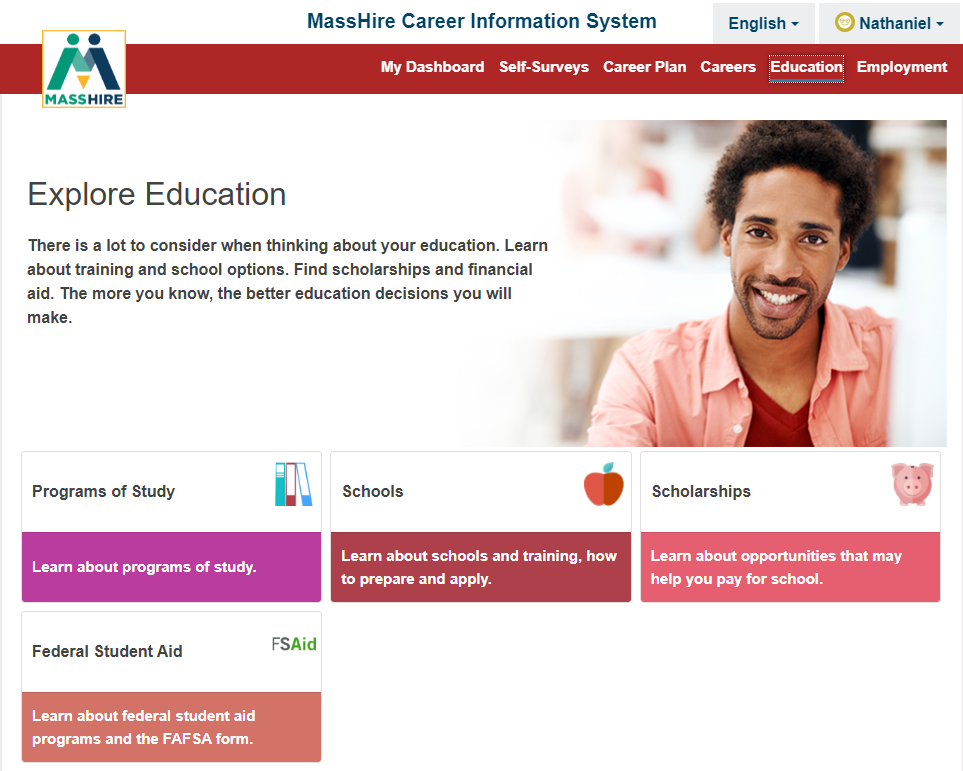 MassHire Career Information System
English
Nathaniel
MASSHIRE
My Dashboard Self-Surveys Career Plan Careers Education Employment
Explore Education
There is a lot to consider when thinking about your education. Learn
about training and school options. Find scholarships and financial
aid. The more you know, the better education decisions you will
make.
Programs of Study
Learn about programs of study.
Schools
Learn about schools and training, how
to prepare and apply.
Scholarships
Learn about opportunities that may
help you pay for school.
Federal Student Aid
FSAid
Learn about federal student aid
programs and the FAFSA form.